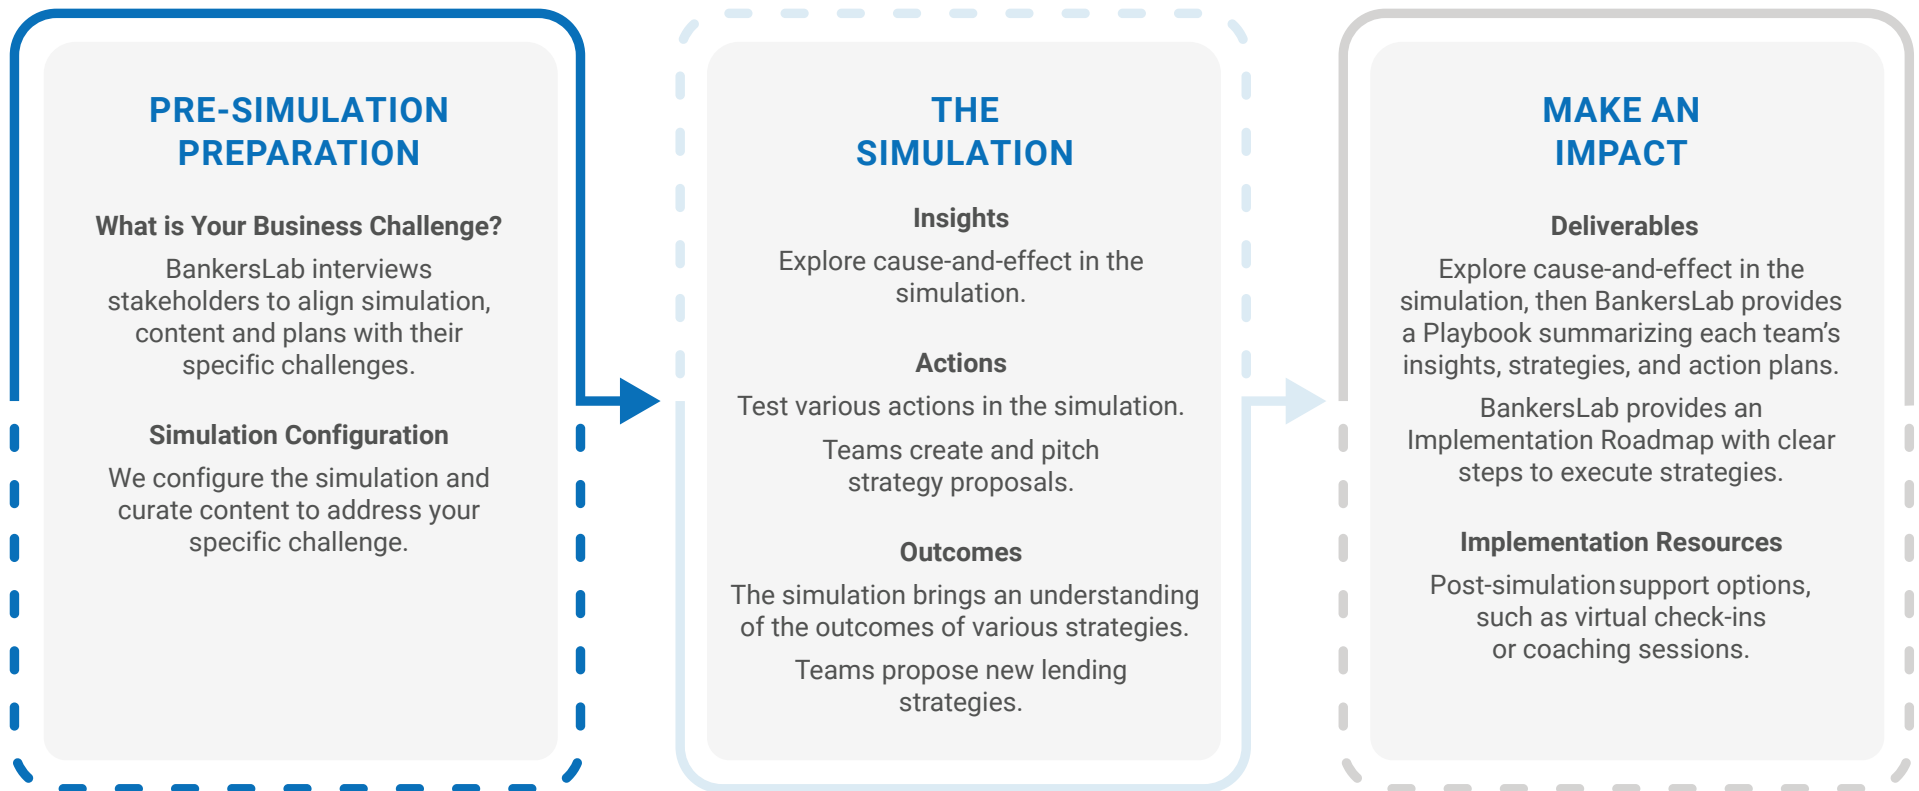 PRE-SIMULATION
PREPARATION
What is Your Business Challenge?
BankersLab interviews
stakeholders to align simulation,
content and plans with their
specific challenges.
Simulation Configuration
We configure the simulation and
curate content to address your
specific challenge.
THE
SIMULATION
Insights
Explore cause-and-effect in the
simulation.
Actions
Test various actions in the simulation.
Teams create and pitch
strategy proposals.
Outcomes
The simulation brings an understanding
of the outcomes of various strategies.
Teams propose new lending
strategies.
MAKE AN
IMPACT
Deliverables
Explore cause-and-effect in the
simulation, then BankersLab provides
a Playbook summarizing each team’s
insights, strategies, and action plans.
BankersLab provides an
Implementation Roadmap with clear
steps to execute strategies.
Implementation Resources
Post-simulation support options,
such as virtual check-ins
or coaching sessions.